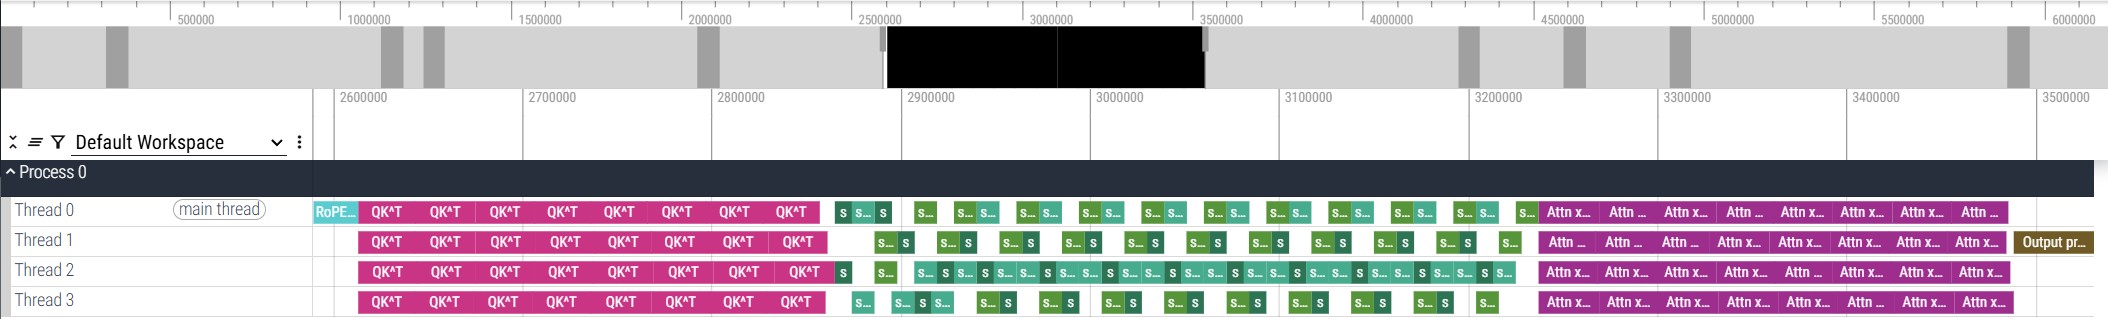 500000 1000000 1500000 2000000 2500000 3000000 3500000 4000000 4500000 5000000 5500000 6000000
2600000 2700000 2800000 2900000 3000000 3100000 3200000 3300000 3400000 3500000
Default Workspace
Process 0
Thread 0 main thread RoPE... QK^T QK^T QK^T QK^T QK^T QK^T QK^T QK^T s s... s s... s... s... s... s... s... s... s... s... s... s... s... s... s... s... s... s... s... s... s... Attn x... Attn ... Attn x... Attn ... Attn x... Attn x... Attn x... Attn ...
Thread 1 QK^T QK^T QK^T QK^T QK^T QK^T QK^T QK^T s... s s... s s... s s... s s... s s... s s... s s... s s... s s... s s... Attn ... Attn ... Attn x... Attn x... Attn x... Attn x... Attn x... Attn x... Output pr...
Thread 2 QK^T QK^T QK^T QK^T QK^T QK^T QK^T QK^T s s... s... s s... s s... s... s s... s... s s... s... s s... s... s s... s... s s... s... s s... s... s s... s... s s... s... s s... Attn x... Attn x... Attn x... Attn x... Attn ... Attn x... Attn x... Attn x...
Thread 3 QK^T QK^T QK^T QK^T QK^T QK^T QK^T QK^T s... s... s s... s... s s... s s... s s... s s... s s... s s... s s... s s... Attn x... Attn x... Attn x... Attn x... Attn x... Attn ... Attn x... Attn x...